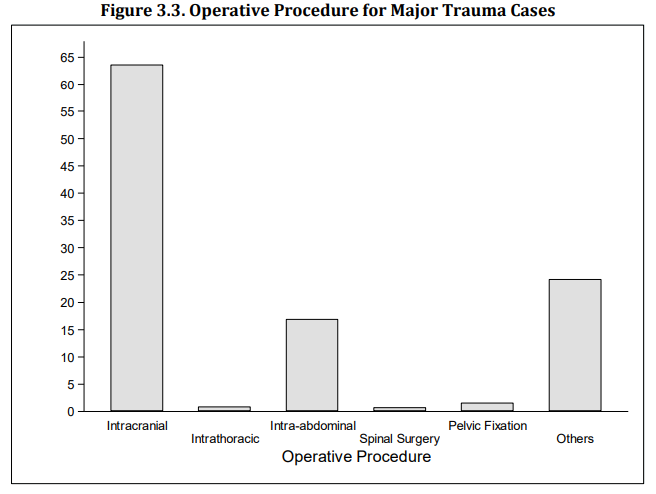 Figure 3.3. Operative Procedure for Major Trauma Cases
65
60
55
50
45
40
35
30
25
20
15
10
5
0
Intracranial
Intrathoracic
Intra-abdominal
Spinal Surgery
Pelvic Fixation
Others
Operative Procedure